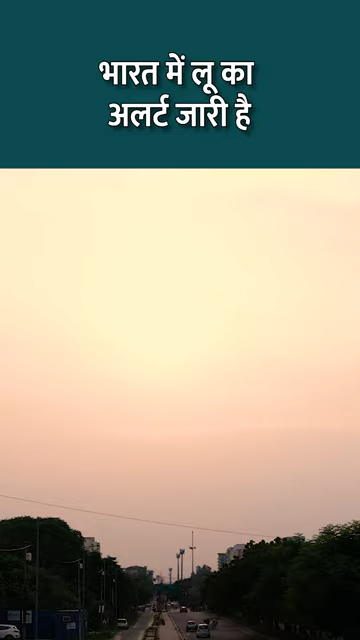 भारत में लू का
अलर्ट जारी है